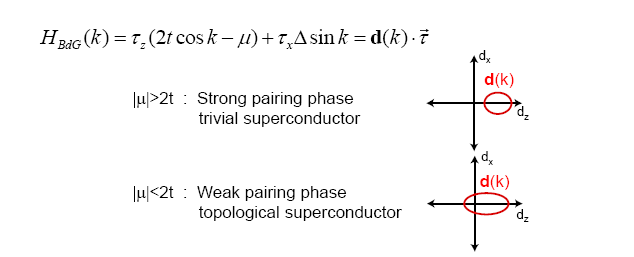 H_BdG(k) = τ_z(2t cos k − μ) + τ_x Δ sin k = d(k) · τ⃗
d_x
d(k)
|μ|>2t : Strong pairing phase
trivial superconductor
d_z
d_x
d(k)
|μ|<2t : Weak pairing phase
topological superconductor
d_z